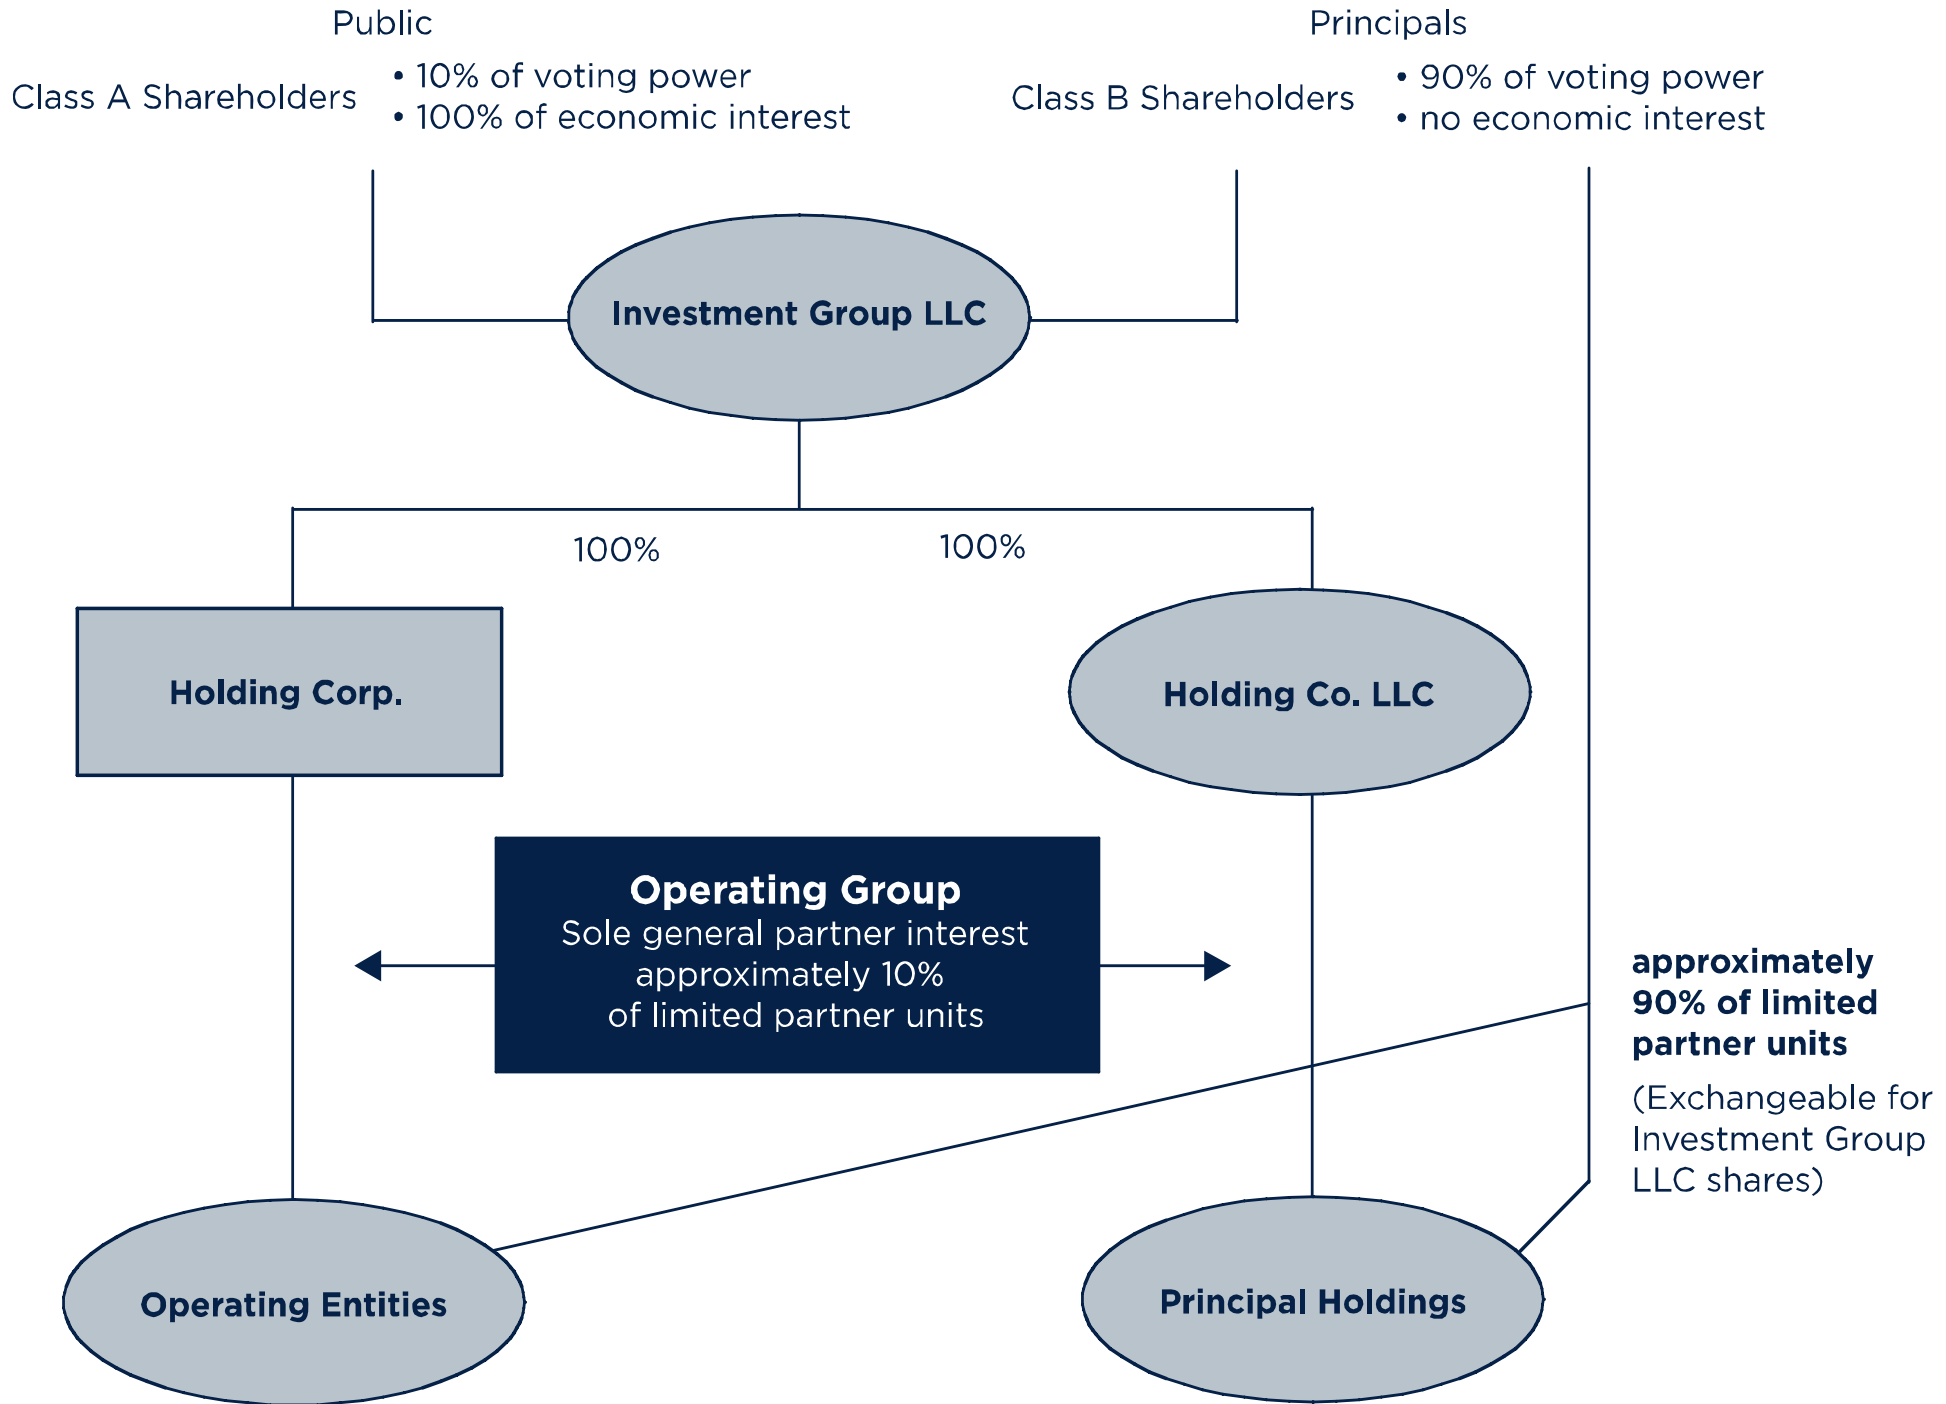 Public
Class A Shareholders
• 10% of voting power
• 100% of economic interest
Principals
Class B Shareholders
• 90% of voting power
• no economic interest
Investment Group LLC
100%
100%
Holding Corp.
Holding Co. LLC
Operating Group
Sole general partner interest
approximately 10%
of limited partner units
approximately
90% of limited
partner units
(Exchangeable for
Investment Group
LLC shares)
Operating Entities
Principal Holdings